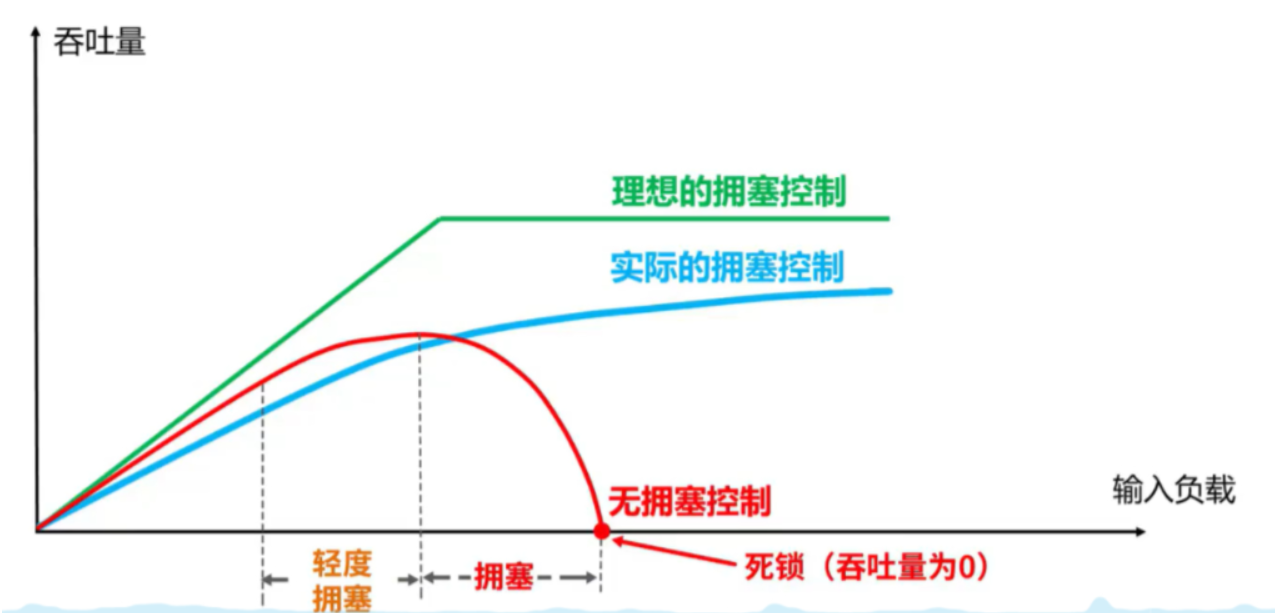 吞吐量
理想的拥塞控制
实际的拥塞控制
输入负载
无拥塞控制
死锁（吞吐量为0）
轻度
拥塞
拥塞